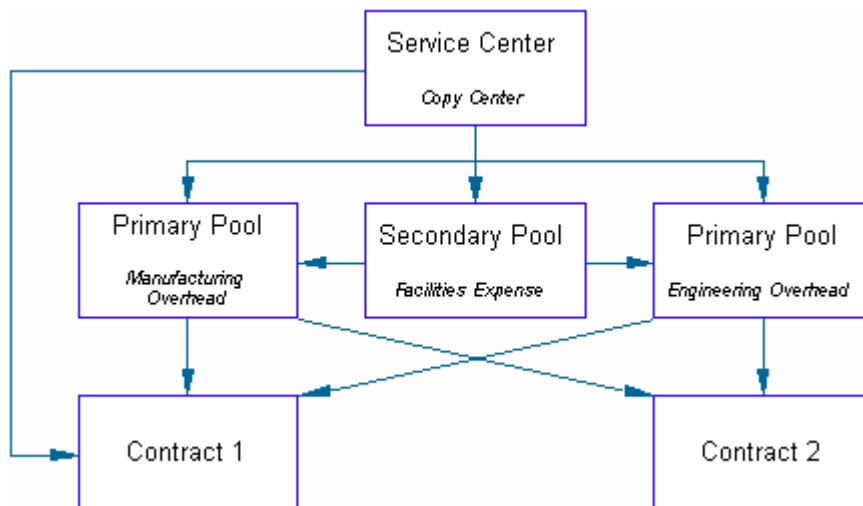 Service Center
Copy Center
Primary Pool
Manufacturing
Overhead
Secondary Pool
Facilities Expense
Primary Pool
Engineering Overhead
Contract 1
Contract 2